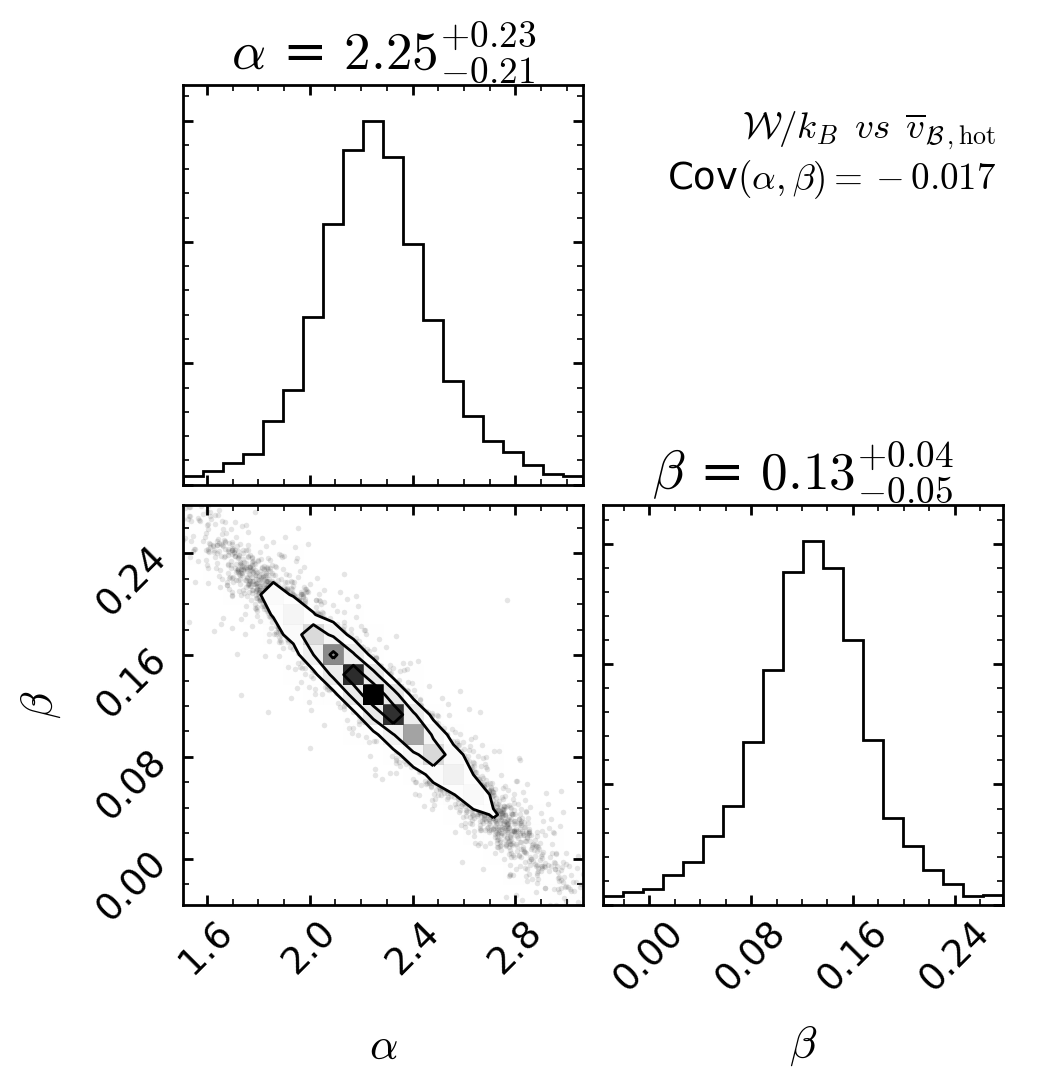 α = 2.25^{+0.23}_{-0.21}
𝒲/k_B vs v̅_{ℬ, hot}
Cov(α, β) = −0.017
β = 0.13^{+0.04}_{-0.05}
0.24
0.16
0.08
0.00
β
1.6 2.0 2.4 2.8
0.00 0.08 0.16 0.24
α
β